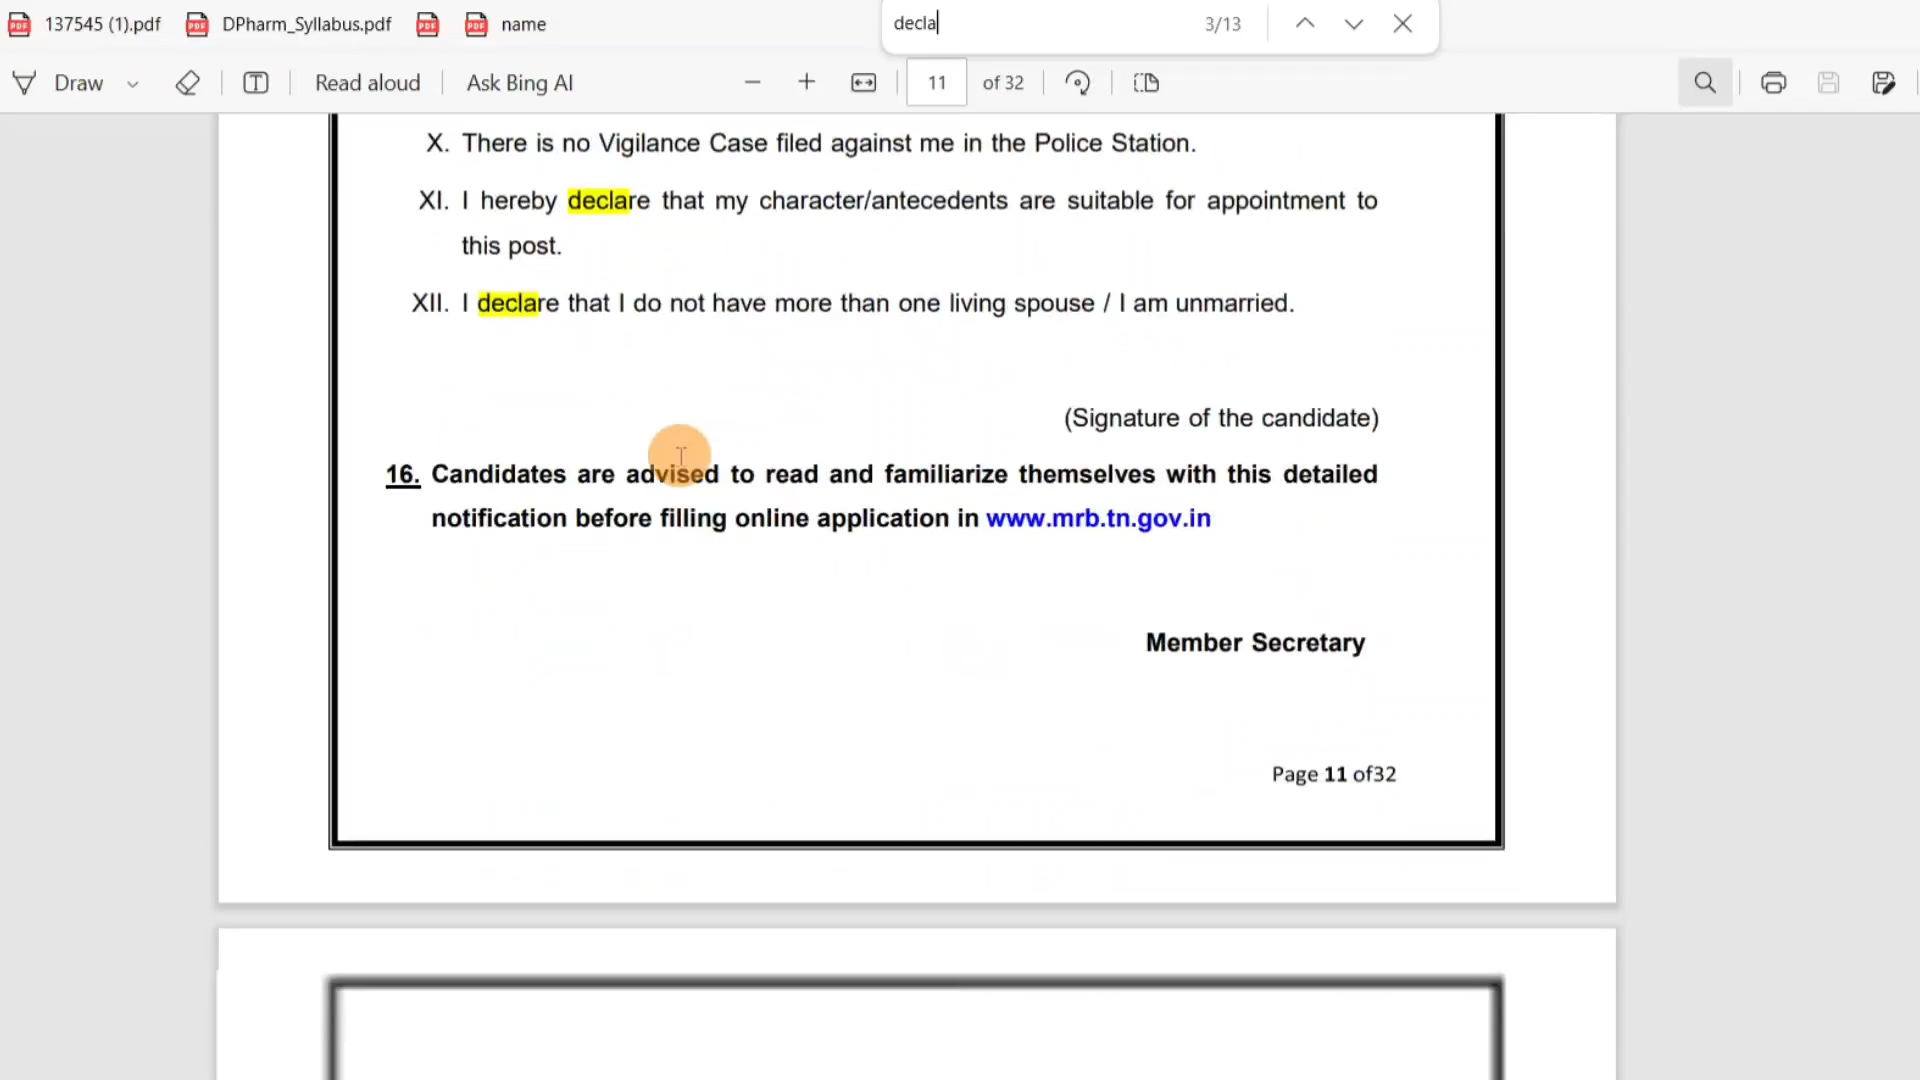 137545 (1).pdf DPharm_Syllabus.pdf name
decla 3/13
Draw Read aloud Ask Bing AI 11 of 32
X. There is no Vigilance Case filed against me in the Police Station.
XI. I hereby declare that my character/antecedents are suitable for appointment to
this post.
XII. I declare that I do not have more than one living spouse / I am unmarried.
(Signature of the candidate)
16. Candidates are advised to read and familiarize themselves with this detailed
notification before filling online application in www.mrb.tn.gov.in
Member Secretary
Page 11 of32